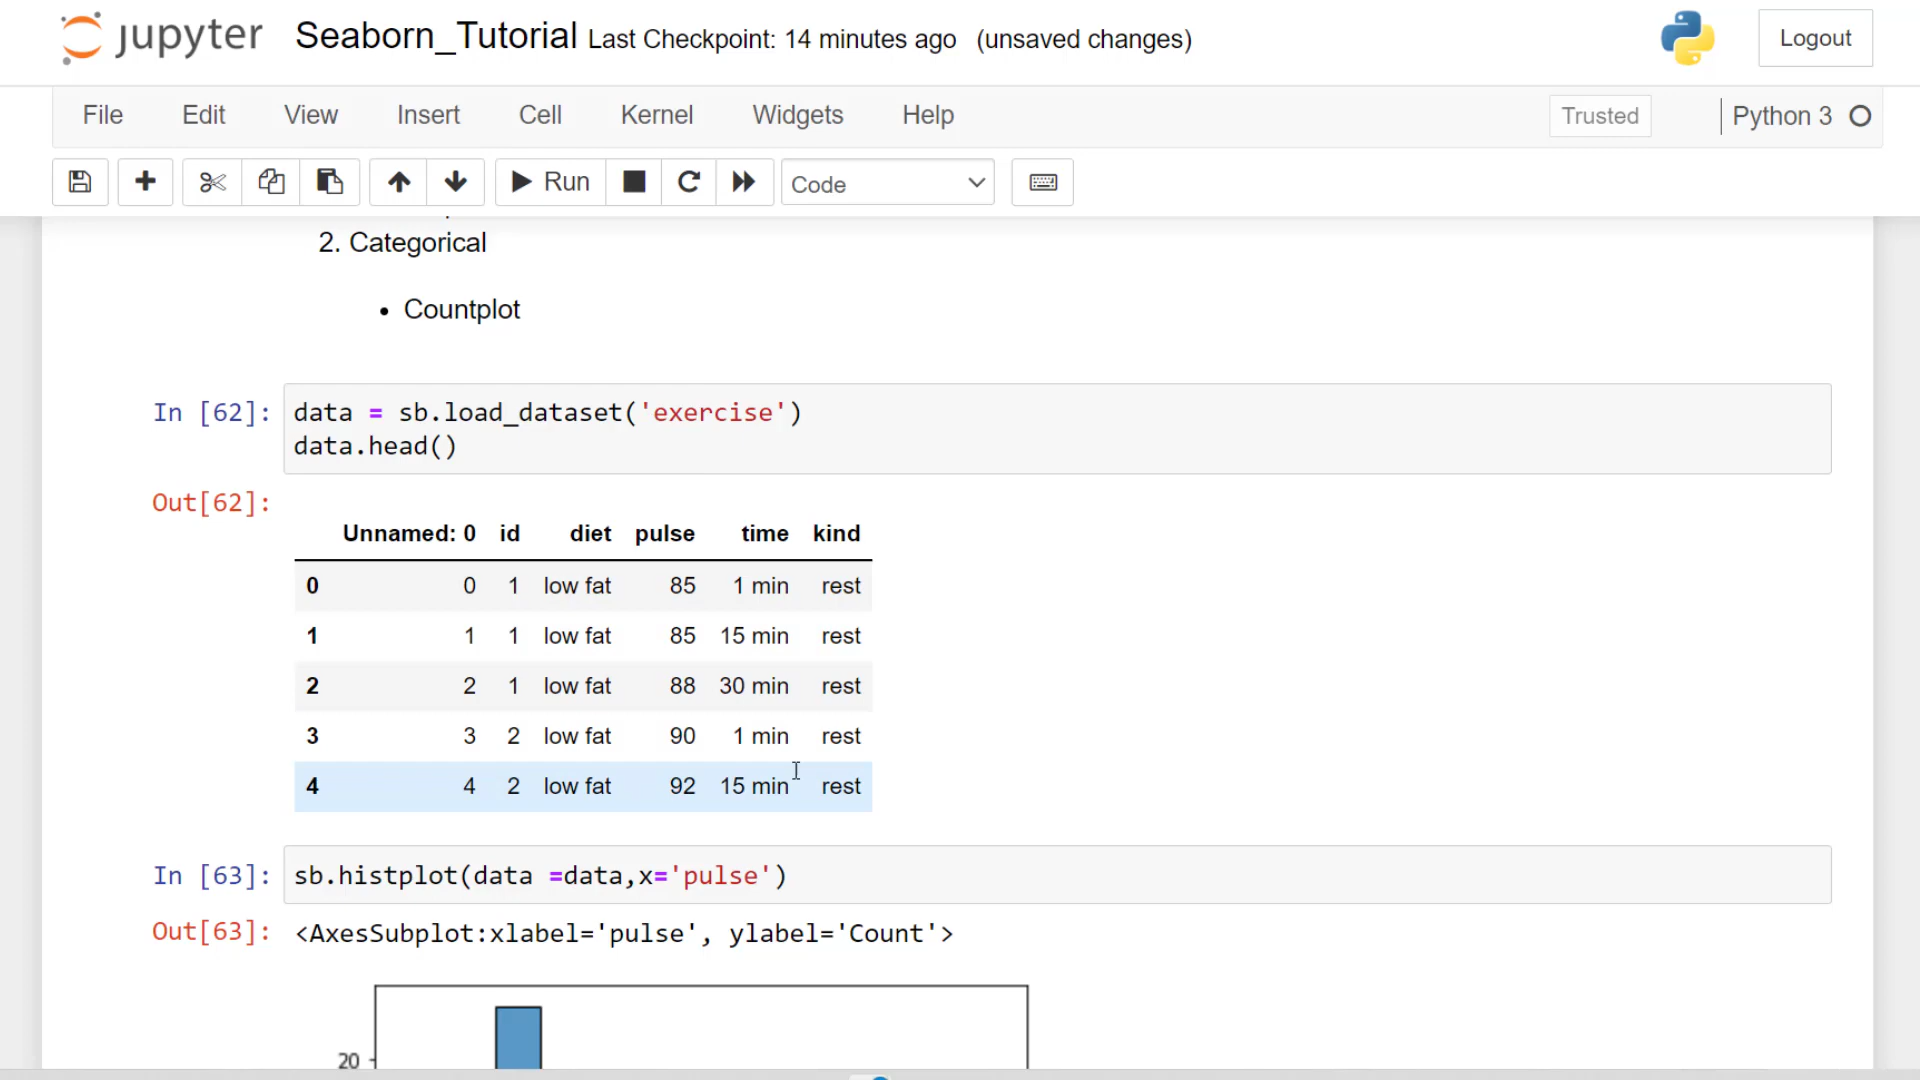 jupyter Seaborn_Tutorial Last Checkpoint: 14 minutes ago (unsaved changes) Logout
File Edit View Insert Cell Kernel Widgets Help Trusted Python 3
Run Code
2. Categorical
• Countplot
In [62]: data = sb.load_dataset('exercise')
data.head()
Out[62]:
Unnamed: 0 id diet pulse time kind
0 0 1 low fat 85 1 min rest
1 1 1 low fat 85 15 min rest
2 2 1 low fat 88 30 min rest
3 3 2 low fat 90 1 min rest
4 4 2 low fat 92 15 min rest
In [63]: sb.histplot(data =data,x='pulse')
Out[63]: <AxesSubplot:xlabel='pulse', ylabel='Count'>
20